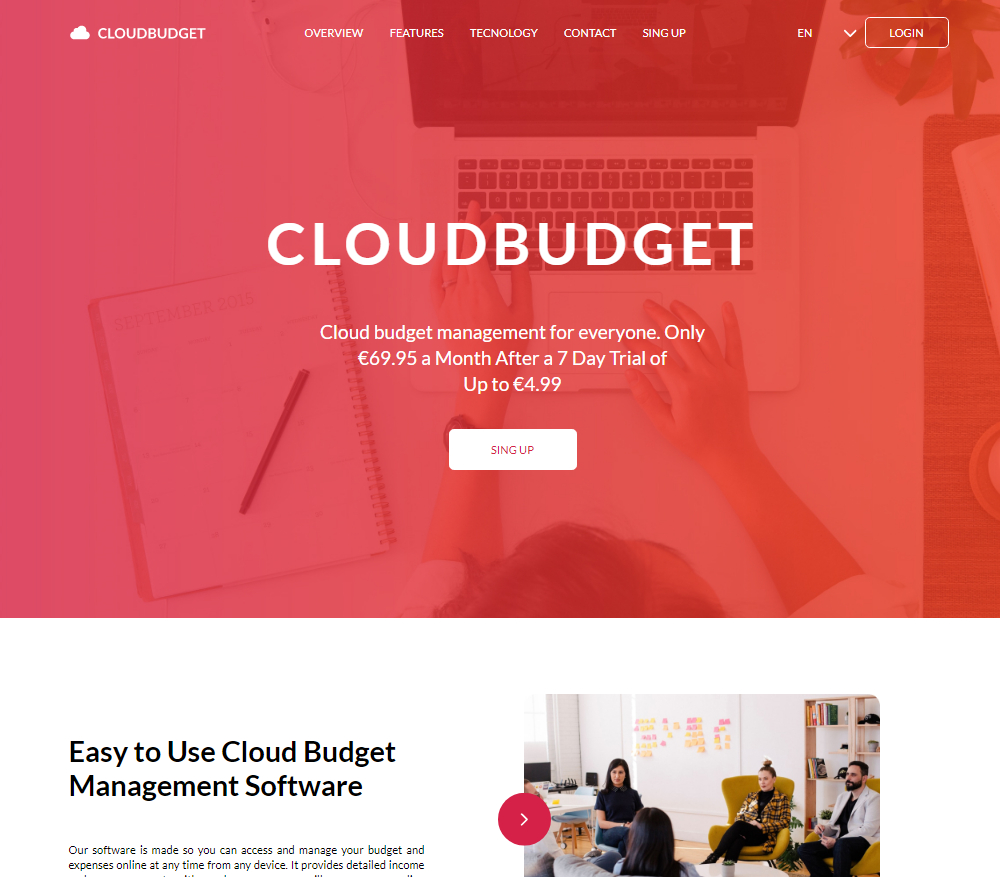 CLOUDBUDGET
OVERVIEW FEATURES TECNOLOGY CONTACT SING UP EN LOGIN
CLOUDBUDGET
SEPTEMBER 2018
Cloud budget management for everyone. Only
€69.95 a Month After a 7 Day Trial of
Up to €4.99
SING UP
Easy to Use Cloud Budget
Management Software
Our software is made so you can access and manage your budget and
expenses online at any time from any device. It provides detailed income